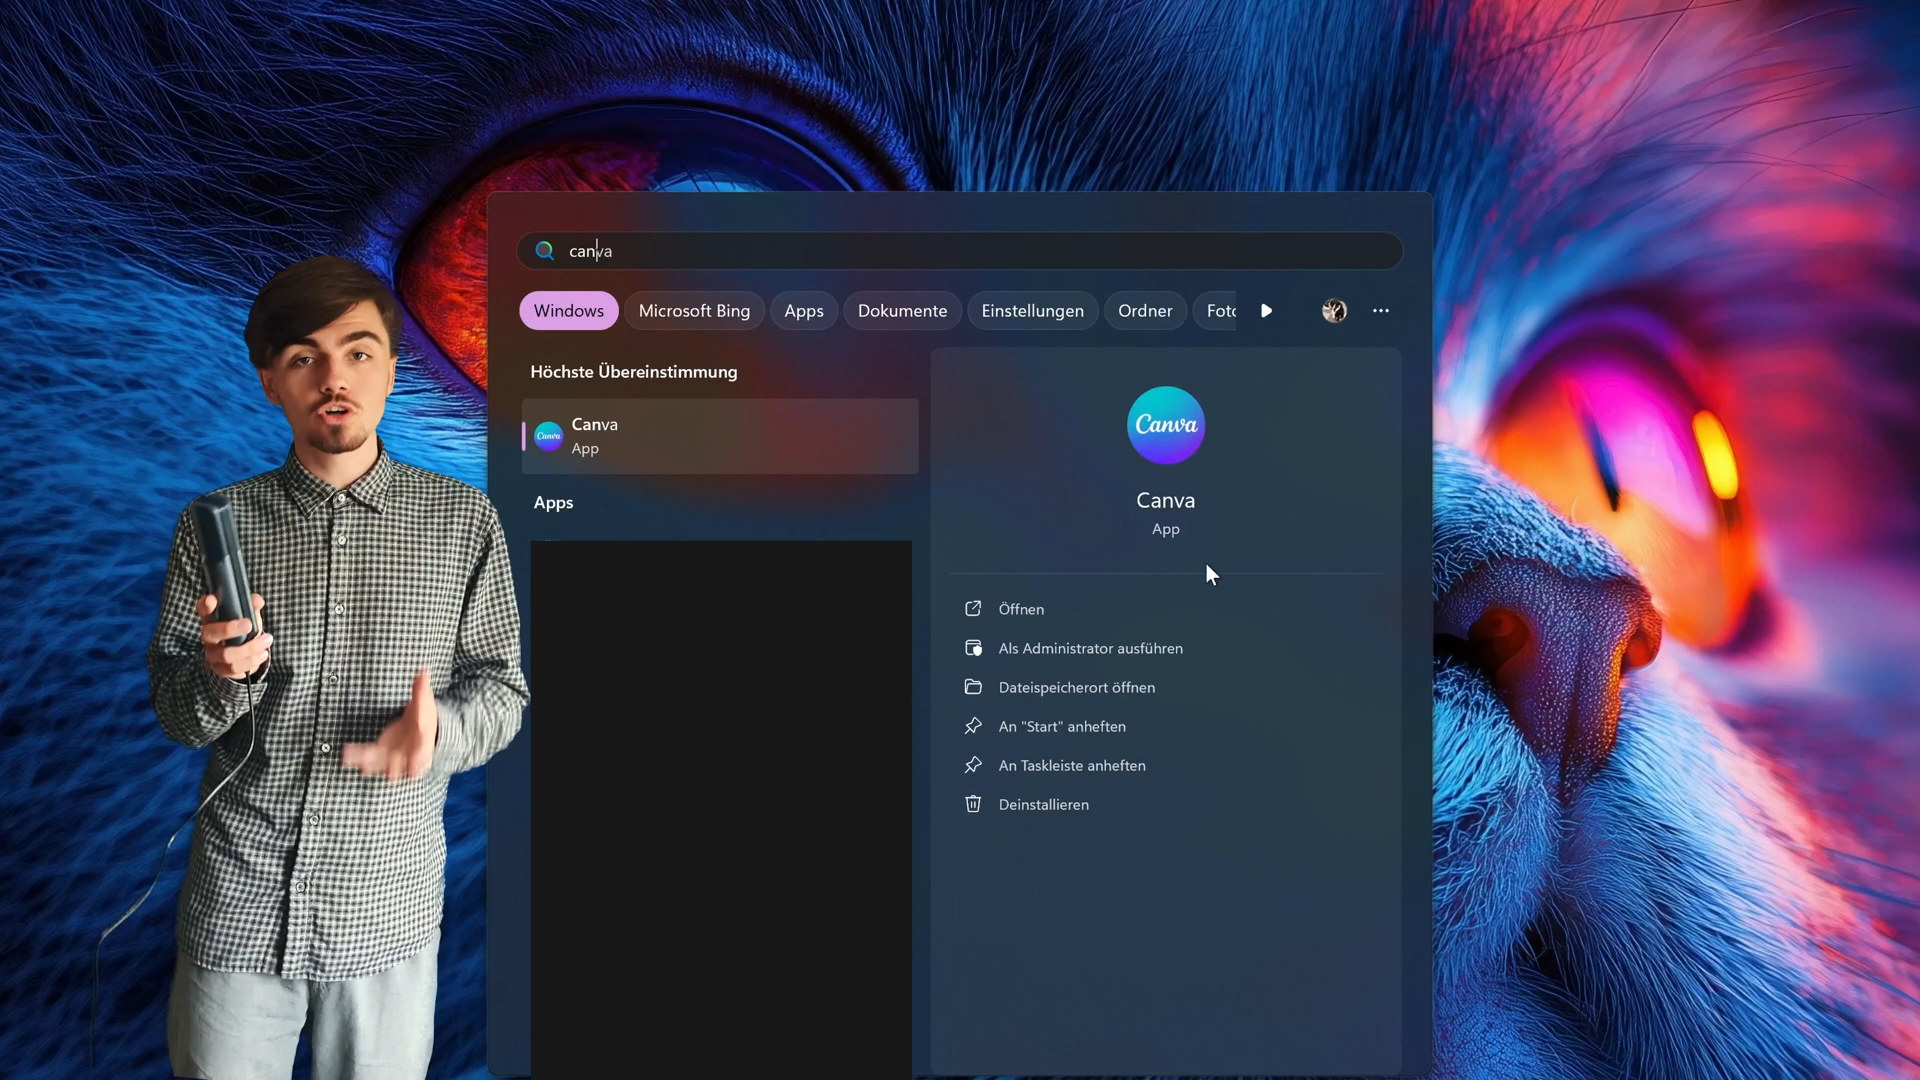 canva
Windows
Microsoft Bing
Apps
Dokumente
Einstellungen
Ordner
Höchste Übereinstimmung
Canva
Canva
App
Apps
Canva
Canva
App
Öffnen
Als Administrator ausführen
Dateispeicherort öffnen
An "Start" anheften
An Taskleiste anheften
Deinstallieren